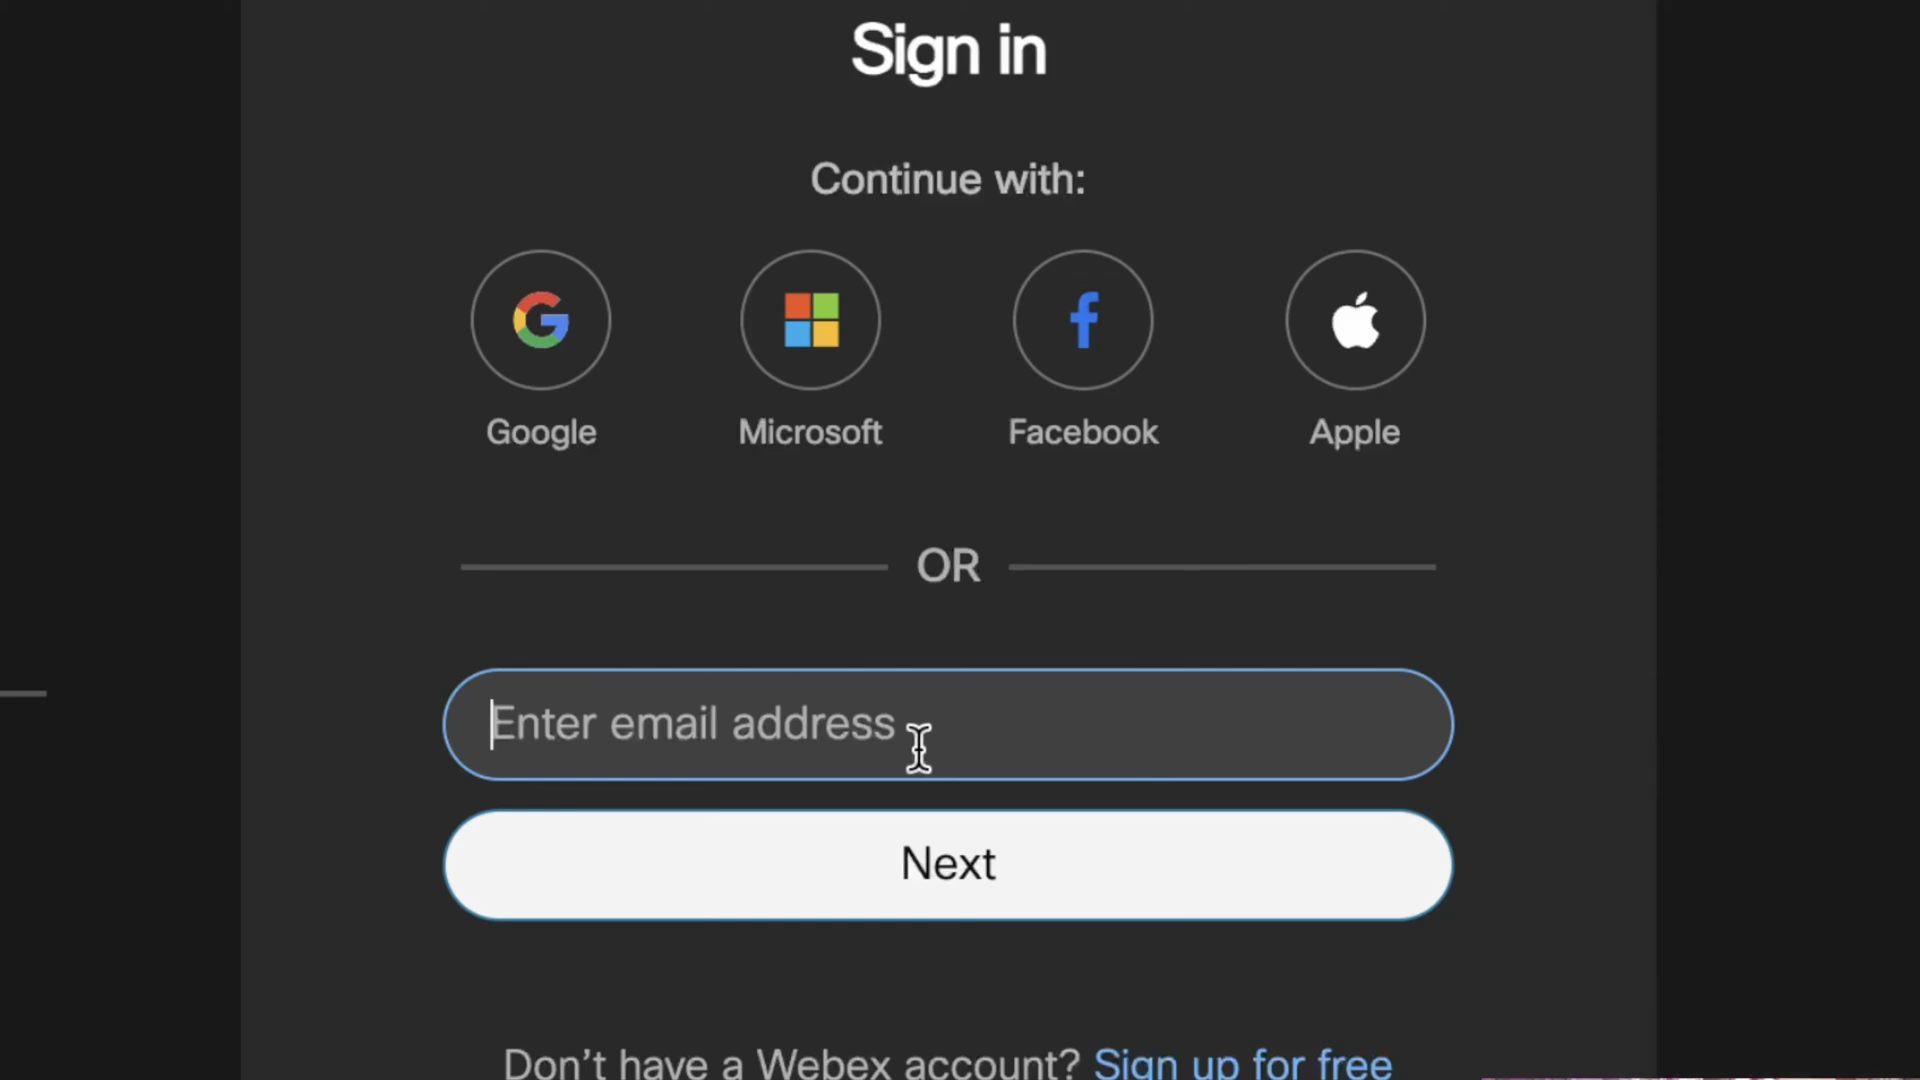 Sign in
Continue with:
Google Microsoft Facebook Apple
OR
Enter email address
Next
Don't have a Webex account? Sign up for free